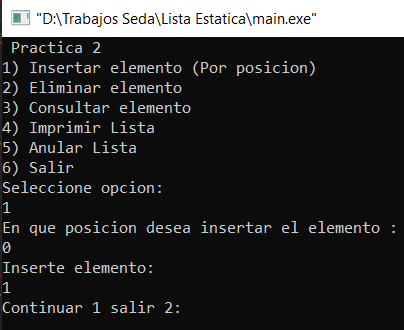 "D:\Trabajos Seda\Lista Estatica\main.exe"
Practica 2
1) Insertar elemento (Por posicion)
2) Eliminar elemento
3) Consultar elemento
4) Imprimir Lista
5) Anular Lista
6) Salir
Seleccione opcion:
1
En que posicion desea insertar el elemento :
0
Inserte elemento:
1
Continuar 1 salir 2: